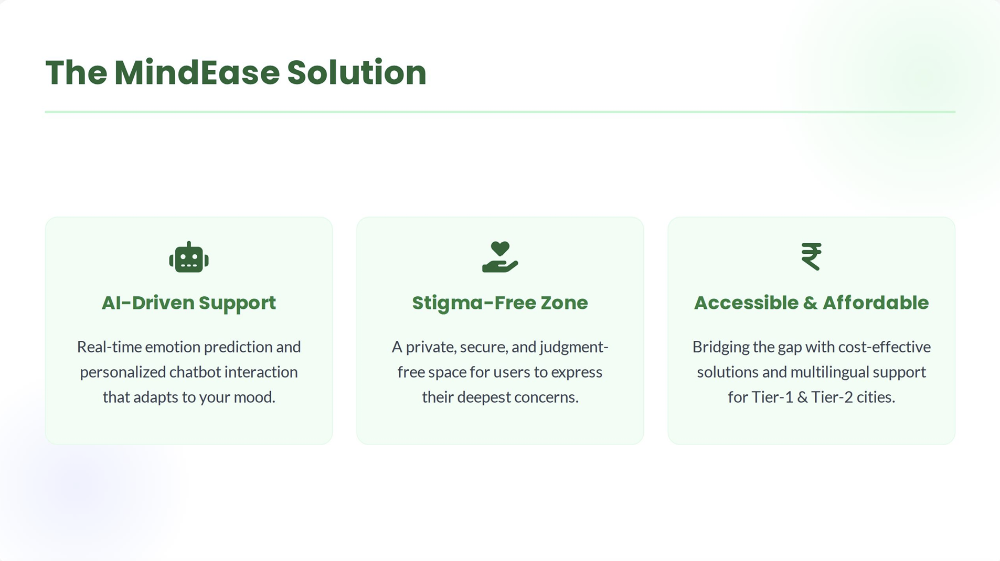 The MindEase Solution
AI-Driven Support
Real-time emotion prediction and
personalized chatbot interaction
that adapts to your mood.
Stigma-Free Zone
A private, secure, and judgment-
free space for users to express
their deepest concerns.
₹
Accessible & Affordable
Bridging the gap with cost-effective
solutions and multilingual support
for Tier-1 & Tier-2 cities.